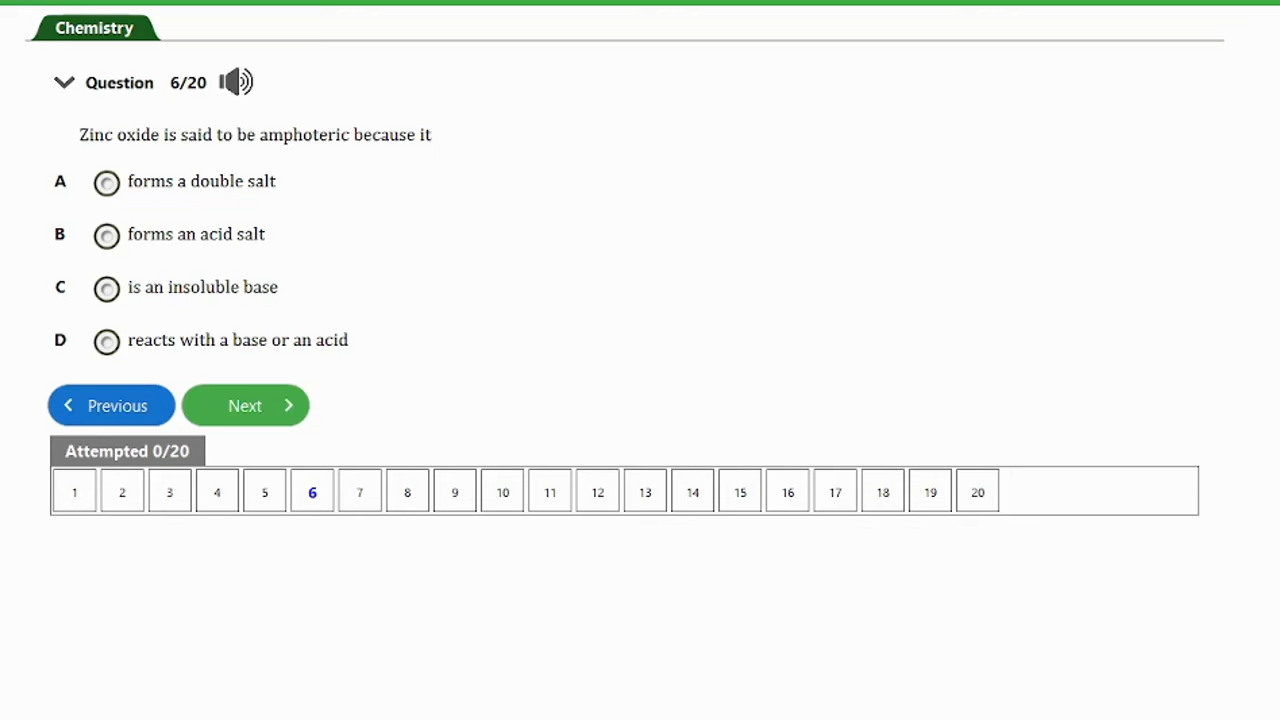 Chemistry
Question 6/20
Zinc oxide is said to be amphoteric because it
A forms a double salt
B forms an acid salt
C is an insoluble base
D reacts with a base or an acid
Previous Next
Attempted 0/20
1 2 3 4 5 6 7 8 9 10 11 12 13 14 15 16 17 18 19 20